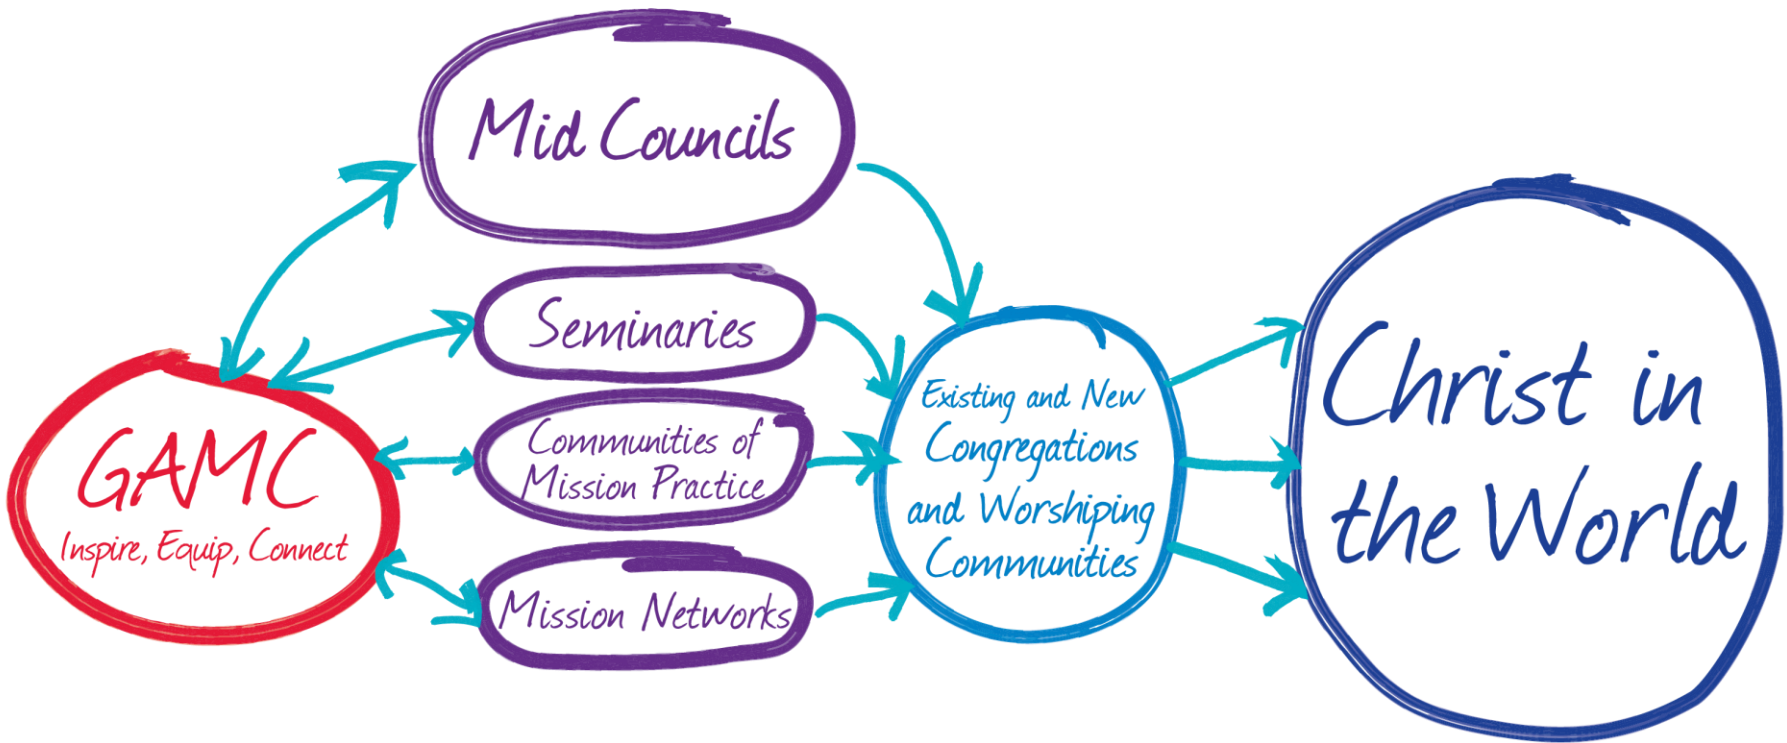 Mid Councils
Seminaries
Communities of
Mission Practice
Mission Networks
GAMC
Inspire, Equip, Connect
Existing and New
Congregations
and Worshiping
Communities
Christ in
the World